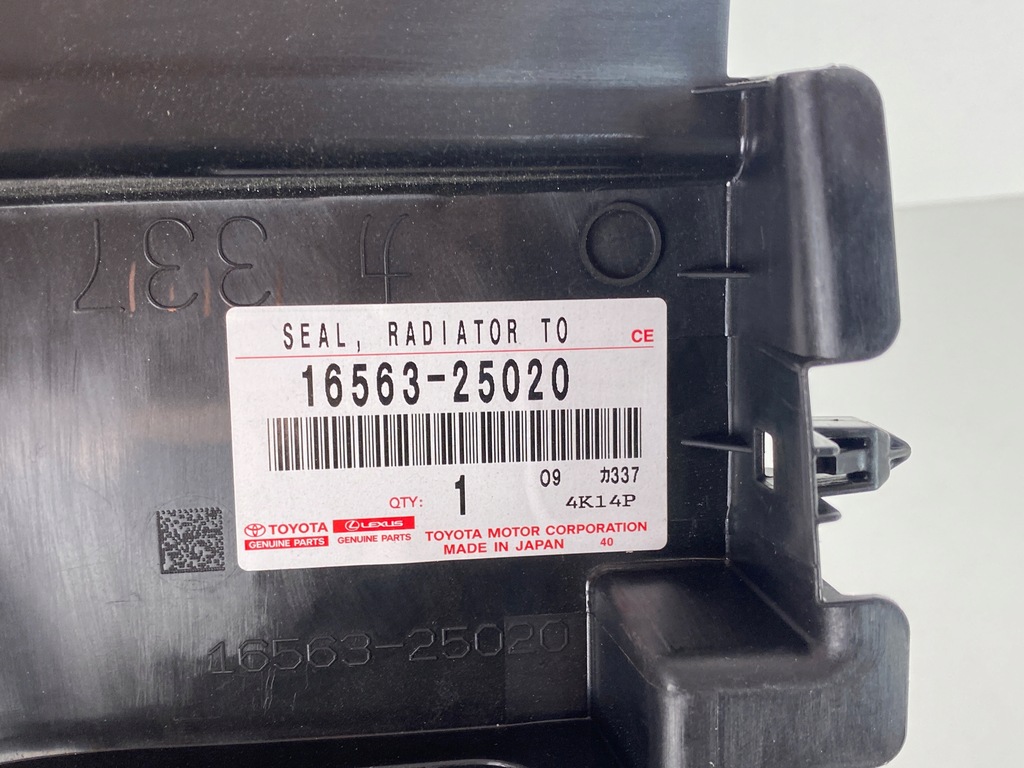 カ 337
SEAL, RADIATOR TO
CE
16563-25020
09 カ337
QTY: 1 4K14P
TOYOTA LEXUS TOYOTA MOTOR CORPORATION
GENUINE PARTS GENUINE PARTS MADE IN JAPAN 40
16563-25020